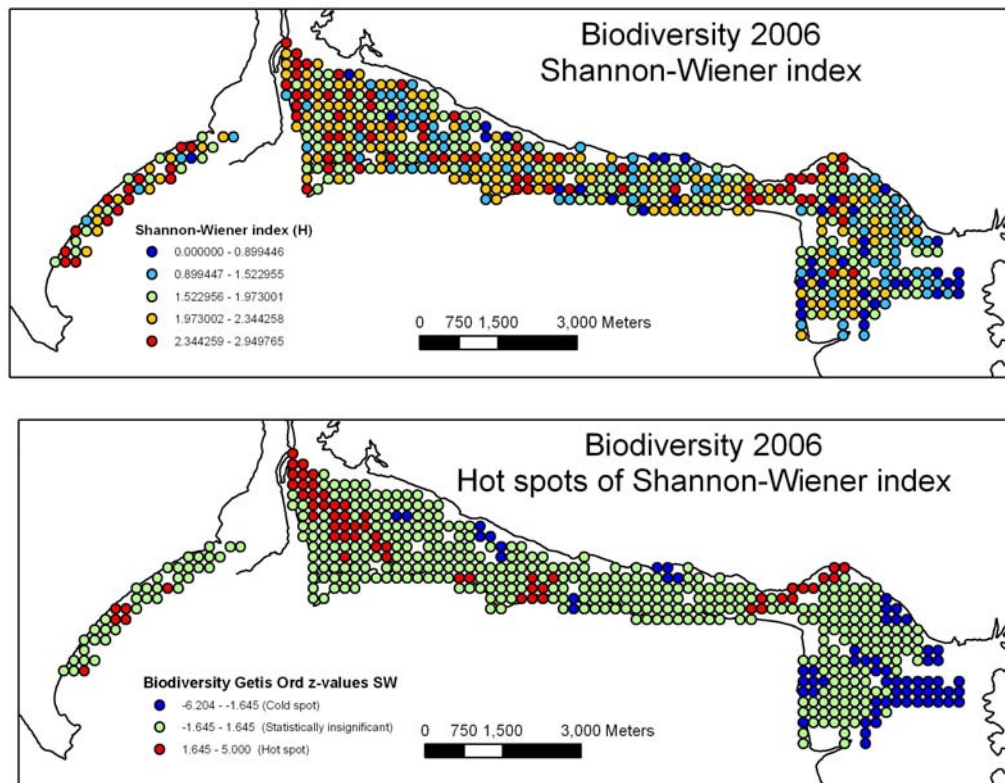 Biodiversity 2006
Shannon-Wiener index
Shannon-Wiener index (H)
0.000000 - 0.899446
0.899447 - 1.522955
1.522956 - 1.973001
1.973002 - 2.344258
2.344259 - 2.949765
0 750 1,500 3,000 Meters
Biodiversity 2006
Hot spots of Shannon-Wiener index
Biodiversity Getis Ord z-values SW
-6.204 - -1.645 (Cold spot)
-1.645 - 1.645 (Statistically insignificant)
1.645 - 5.000 (Hot spot)
0 750 1,500 3,000 Meters